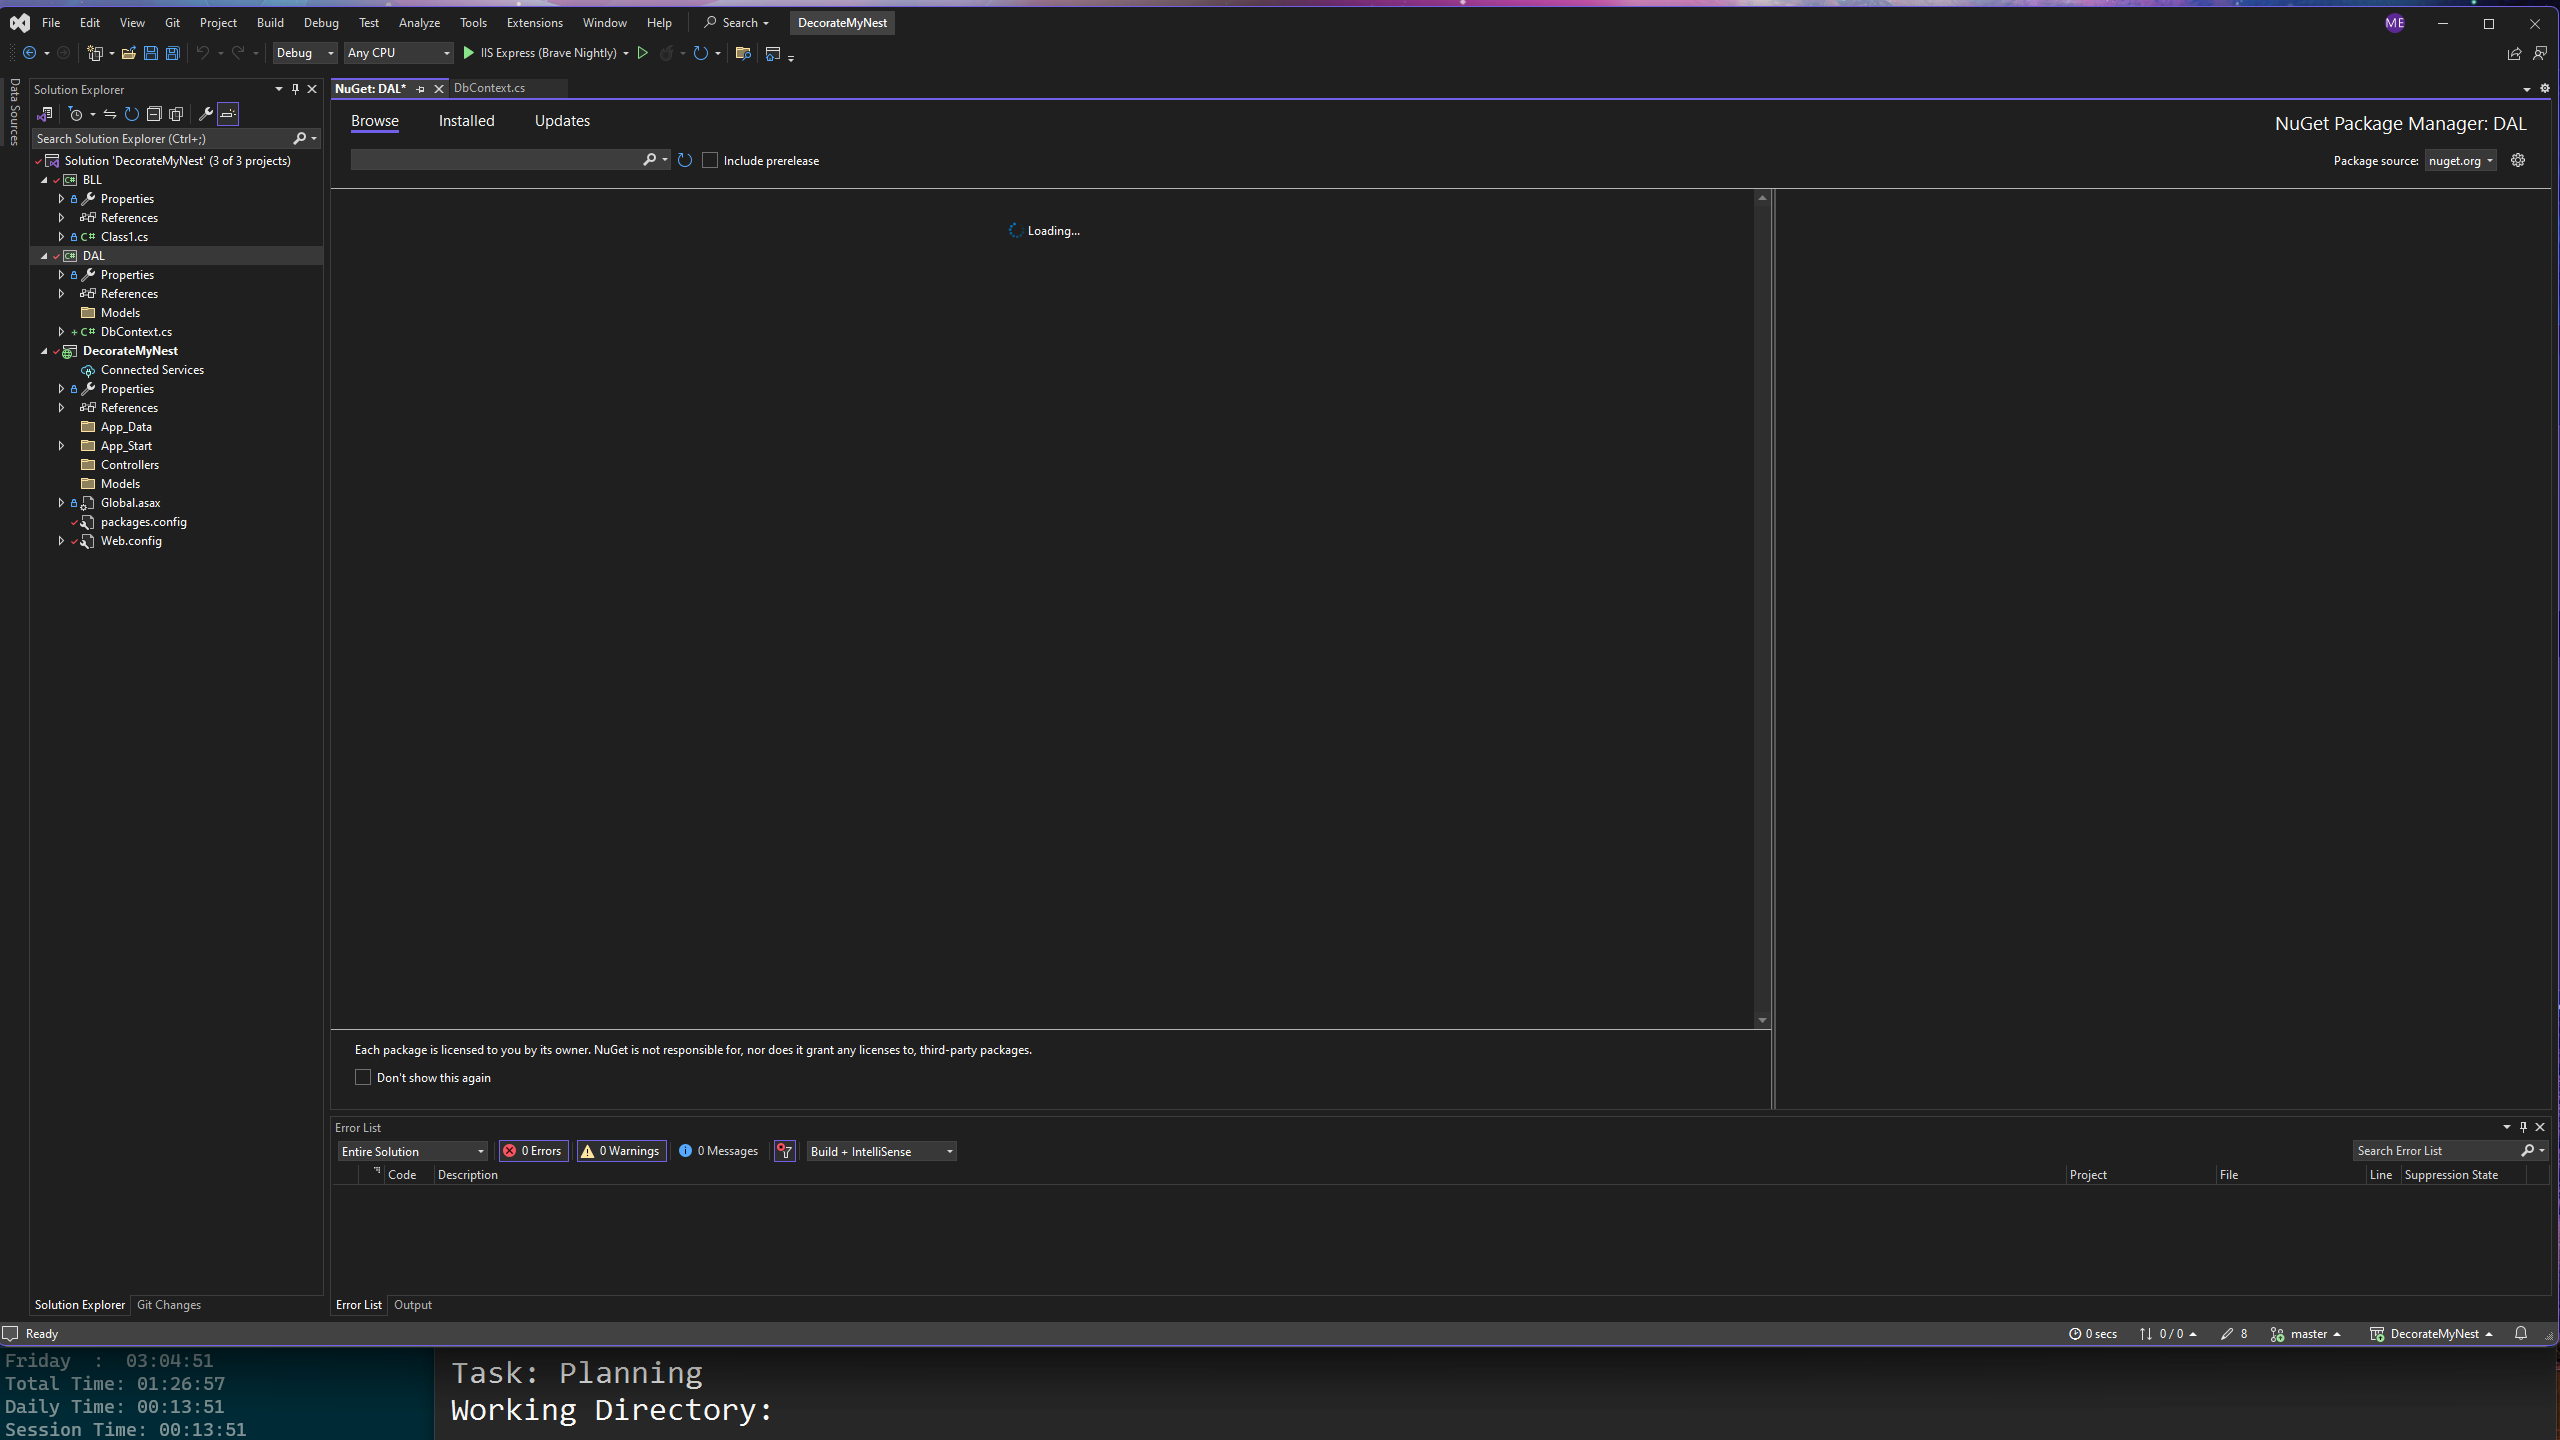 File Edit View Git Project Build Debug Test Analyze Tools Extensions Window Help Search DecorateMyNest ME
Debug Any CPU IIS Express (Brave Nightly)
Data Sources
Solution Explorer
Search Solution Explorer (Ctrl+;)
Solution 'DecorateMyNest' (3 of 3 projects)
BLL
Properties
References
C# Class1.cs
DAL
Properties
References
Models
C# DbContext.cs
DecorateMyNest
Connected Services
Properties
References
App_Data
App_Start
Controllers
Models
Global.asax
packages.config
Web.config
Solution Explorer Git Changes
NuGet: DAL* DbContext.cs
Browse Installed Updates
NuGet Package Manager: DAL
Include prerelease
Package source: nuget.org
Loading...
Each package is licensed to you by its owner. NuGet is not responsible for, nor does it grant any licenses to, third-party packages.
Don't show this again
Error List
Entire Solution 0 Errors 0 Warnings 0 Messages Build + IntelliSense Search Error List
Code Description Project File Line Suppression State
Error List Output
Ready 0 secs 0 / 0 8 master DecorateMyNest
Friday : 03:04:51
Total Time: 01:26:57
Daily Time: 00:13:51
Session Time: 00:13:51
Task: Planning
Working Directory: